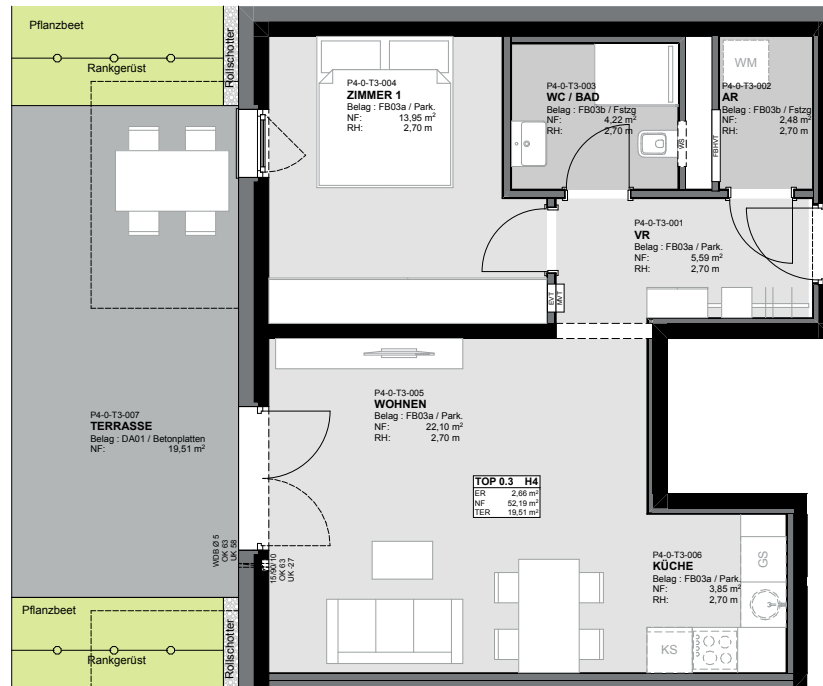 Pflanzbeet
Rankgerüst
Rollschotter
P4-0-T3-004
ZIMMER 1
Belag : FB03a / Park.
NF: 13,95 m²
RH: 2,70 m
P4-0-T3-003
WC / BAD
Belag : FB03b / Fstzg
NF: 4,22 m²
RH: 2,70 m
WS
FBHVT
WM
P4-0-T3-002
AR
Belag : FB03b / Fstzg
NF: 2,48 m²
RH: 2,70 m
P4-0-T3-001
VR
Belag : FB03a / Park.
NF: 5,59 m²
RH: 2,70 m
EVT
MVT
P4-0-T3-007
TERRASSE
Belag : DA01 / Betonplatten
NF: 19,51 m²
P4-0-T3-005
WOHNEN
Belag : FB03a / Park.
NF: 22,10 m²
RH: 2,70 m
TOP 0.3 H4
ER 2,66 m²
NF 52,19 m²
TER 19,51 m²
WDB Ø 5
OK 63
UK 58
15/90/10
OK 63
UK -27
P4-0-T3-006
KÜCHE
Belag : FB03a / Park.
NF: 3,85 m²
RH: 2,70 m
GS
KS
Pflanzbeet
Rankgerüst
Rollschotter